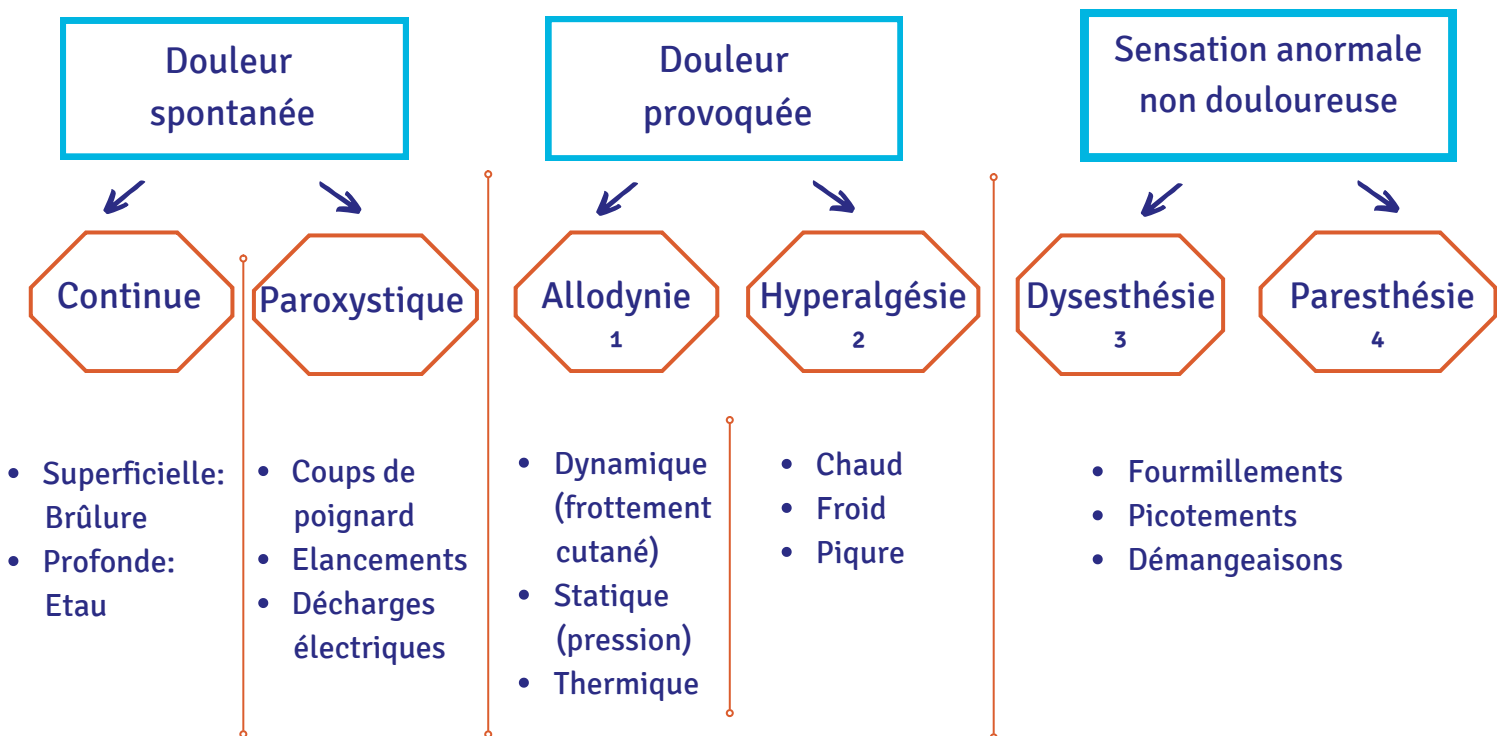 Douleur
spontanée
Douleur
provoquée
Sensation anormale
non douloureuse
Continue
Paroxystique
Allodynie
1
Hyperalgésie
2
Dysesthésie
3
Paresthésie
4
• Superficielle:
Brûlure
• Profonde:
Etau
• Coups de
poignard
• Elancements
• Décharges
électriques
• Dynamique
(frottement
cutané)
• Statique
(pression)
• Thermique
• Chaud
• Froid
• Piqure
• Fourmillements
• Picotements
• Démangeaisons